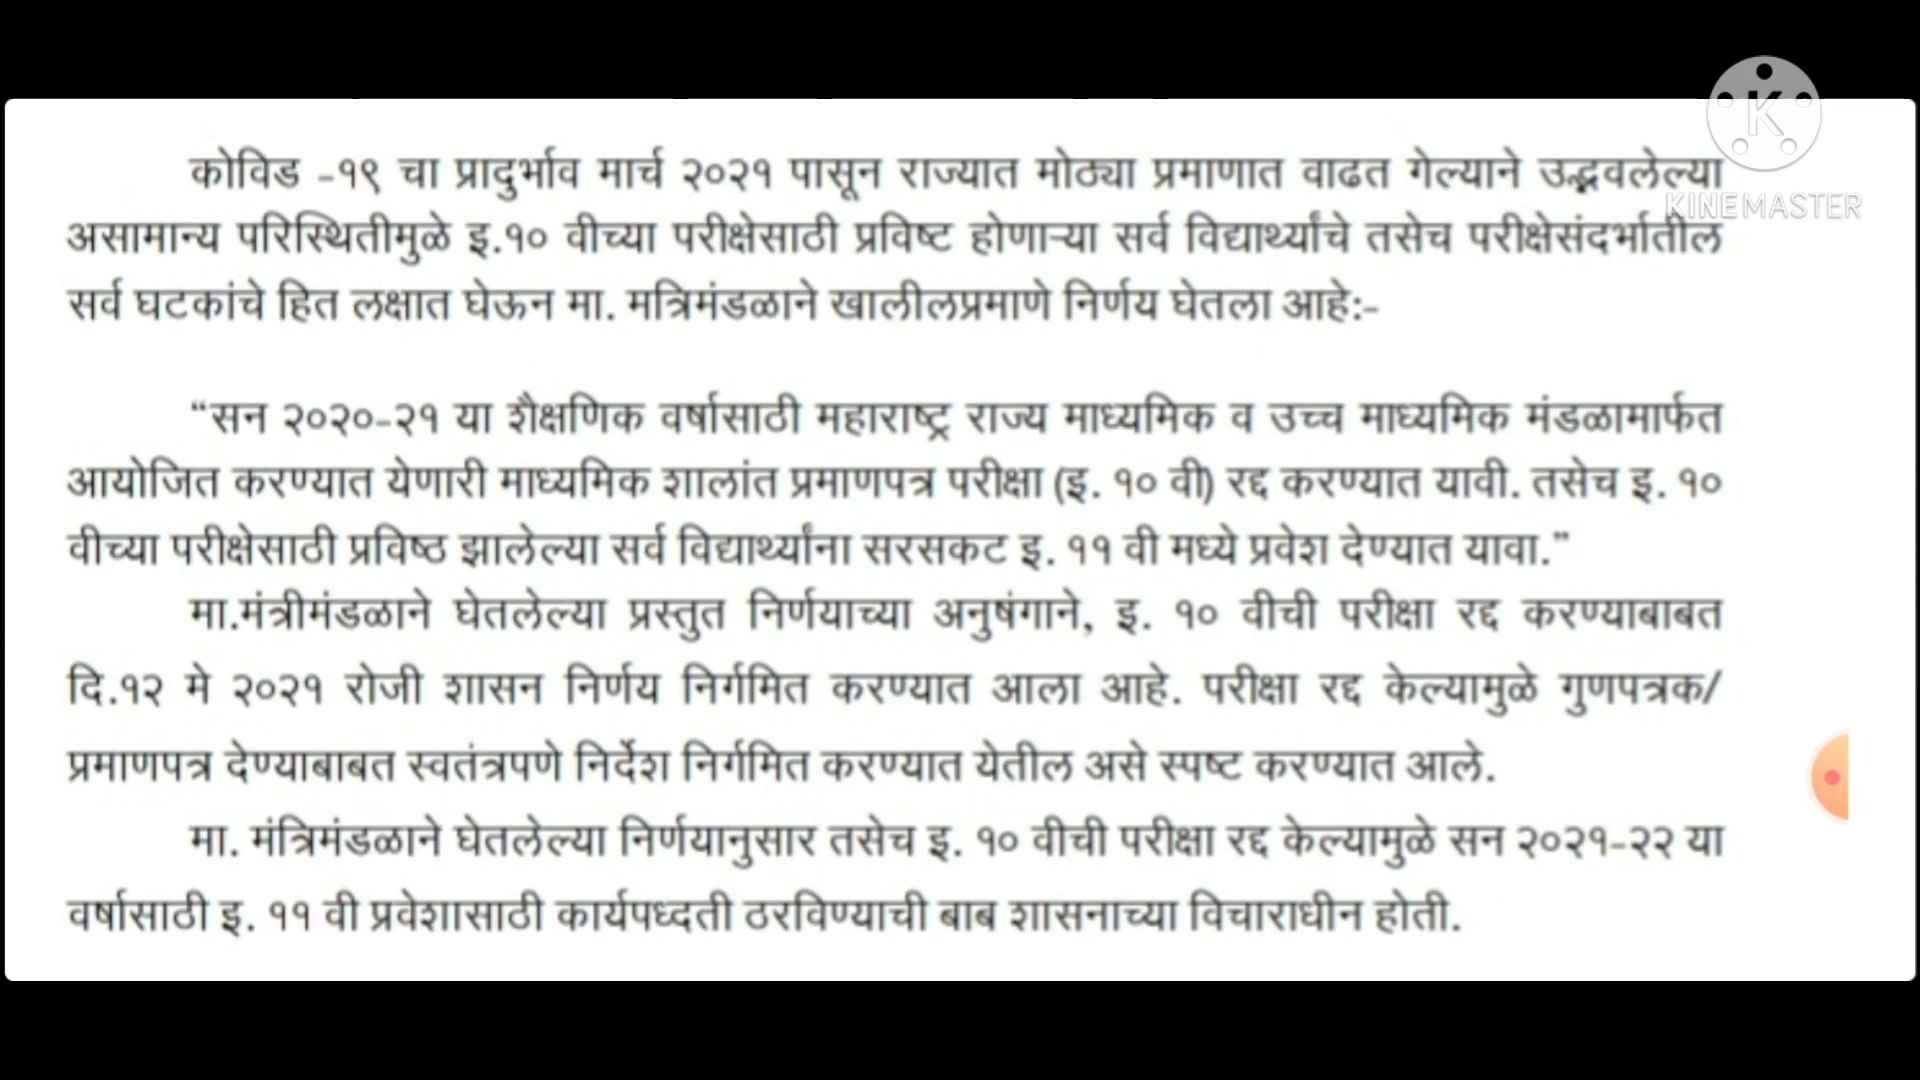 KINEMASTER
कोविड -१९ चा प्रादुर्भाव मार्च २०२१ पासून राज्यात मोठ्या प्रमाणात वाढत गेल्याने उद्भवलेल्या
असामान्य परिस्थितीमुळे इ.१० वीच्या परीक्षेसाठी प्रविष्ट होणाऱ्या सर्व विद्यार्थ्यांचे तसेच परीक्षेसंदर्भातील
सर्व घटकांचे हित लक्षात घेऊन मा. मत्रिमंडळाने खालीलप्रमाणे निर्णय घेतला आहे:-
“सन २०२०-२१ या शैक्षणिक वर्षासाठी महाराष्ट्र राज्य माध्यमिक व उच्च माध्यमिक मंडळामार्फत
आयोजित करण्यात येणारी माध्यमिक शालांत प्रमाणपत्र परीक्षा (इ. १० वी) रद्द करण्यात यावी. तसेच इ. १०
वीच्या परीक्षेसाठी प्रविष्ठ झालेल्या सर्व विद्यार्थ्यांना सरसकट इ. ११ वी मध्ये प्रवेश देण्यात यावा.”
मा.मंत्रीमंडळाने घेतलेल्या प्रस्तुत निर्णयाच्या अनुषंगाने, इ. १० वीची परीक्षा रद्द करण्याबाबत
दि.१२ मे २०२१ रोजी शासन निर्णय निर्गमित करण्यात आला आहे. परीक्षा रद्द केल्यामुळे गुणपत्रक/
प्रमाणपत्र देण्याबाबत स्वतंत्रपणे निर्देश निर्गमित करण्यात येतील असे स्पष्ट करण्यात आले.
मा. मंत्रिमंडळाने घेतलेल्या निर्णयानुसार तसेच इ. १० वीची परीक्षा रद्द केल्यामुळे सन २०२१-२२ या
वर्षासाठी इ. ११ वी प्रवेशासाठी कार्यपध्दती ठरविण्याची बाब शासनाच्या विचाराधीन होती.